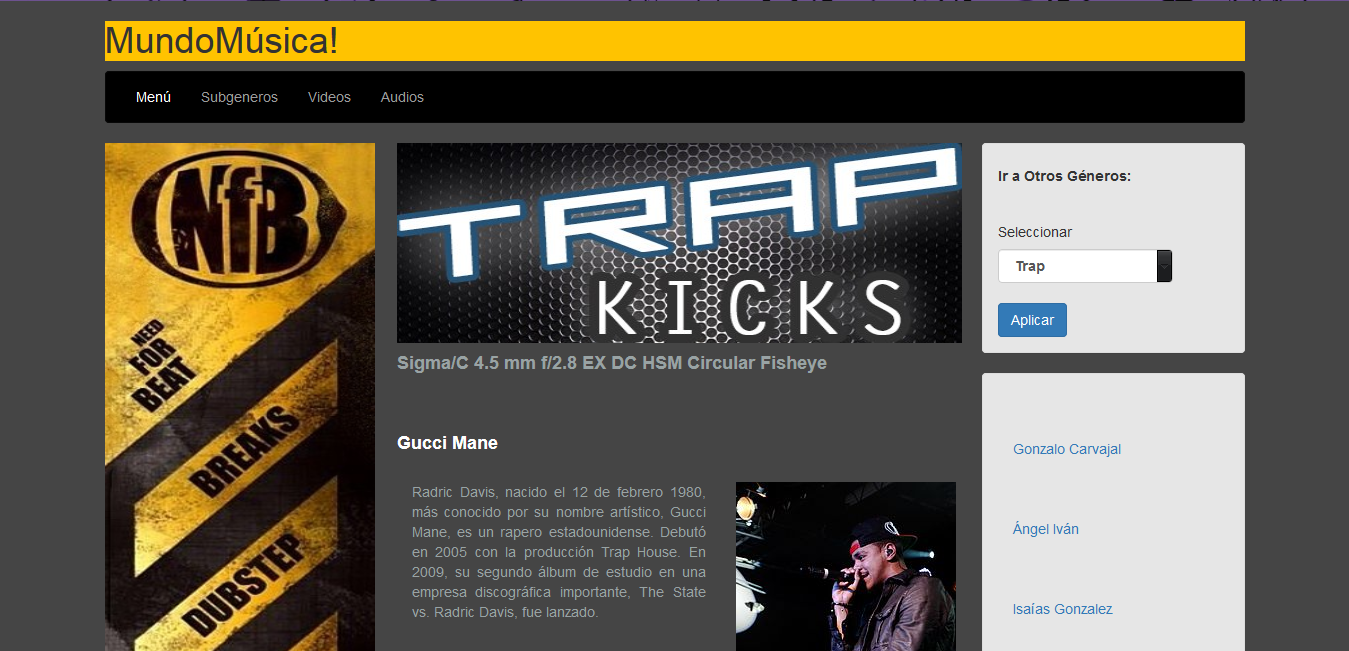 MundoMúsica!
Menú Subgeneros Videos Audios
NfB
NEED
FOR
BEAT
BREAKS
DUBSTEP
TRAP
KICKS
Sigma/C 4.5 mm f/2.8 EX DC HSM Circular Fisheye
Gucci Mane
Radric Davis, nacido el 12 de febrero 1980,
más conocido por su nombre artístico, Gucci
Mane, es un rapero estadounidense. Debutó
en 2005 con la producción Trap House. En
2009, su segundo álbum de estudio en una
empresa discográfica importante, The State
vs. Radric Davis, fue lanzado.
Ir a Otros Géneros:
Seleccionar
Trap
Aplicar
Gonzalo Carvajal
Ángel Iván
Isaías Gonzalez